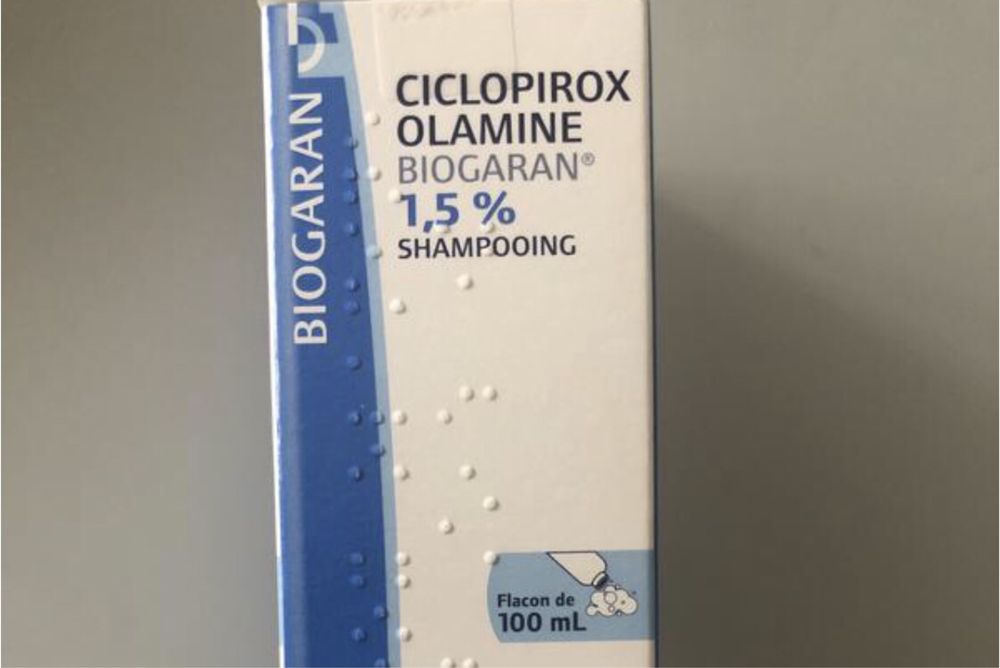 BIOGARAN
CICLOPIROX
OLAMINE
BIOGARAN®
1,5 %
SHAMPOOING
Flacon de
100 mL